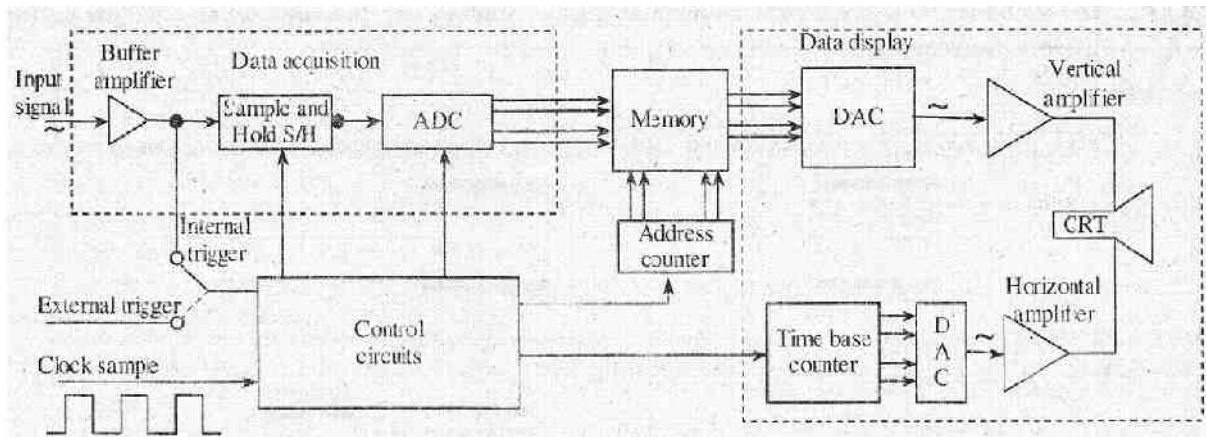 Data display
Buffer
amplifier
Data acquisition
Input
signal
Sample and
Hold S/H
ADC
Memory
DAC
Vertical
amplifier
CRT
Internal
trigger
Address
counter
External trigger
Control
circuits
Horizontal
amplifier
Time base
counter
D
A
C
Clock sample